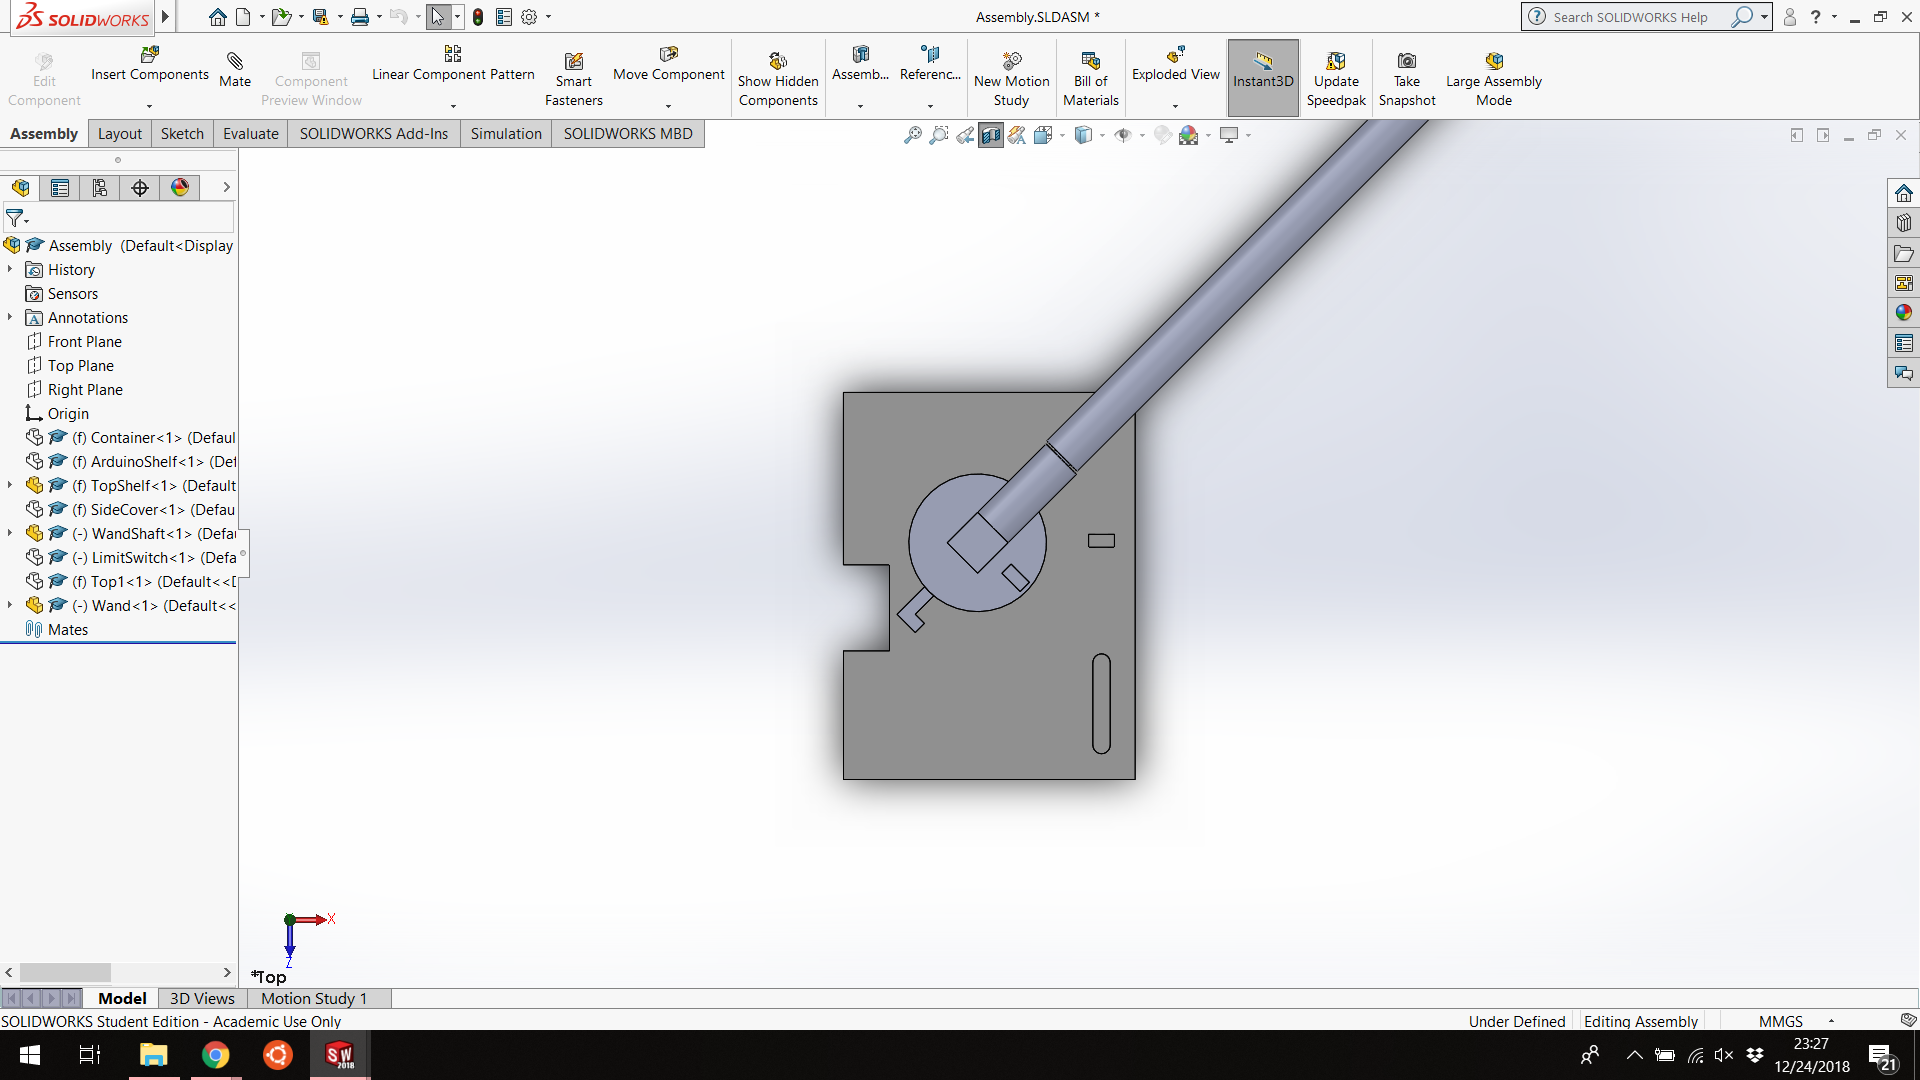 SOLIDWORKS
Assembly.SLDASM *
Search SOLIDWORKS Help
Edit Component
Insert Components
Mate
Component Preview Window
Linear Component Pattern
Smart Fasteners
Move Component
Show Hidden Components
Assemb...
Referenc...
New Motion Study
Bill of Materials
Exploded View
Instant3D
Update Speedpak
Take Snapshot
Large Assembly Mode
Assembly
Layout
Sketch
Evaluate
SOLIDWORKS Add-Ins
Simulation
SOLIDWORKS MBD
Assembly (Default<Display
History
Sensors
Annotations
Front Plane
Top Plane
Right Plane
Origin
(f) Container<1> (Defaul
(f) ArduinoShelf<1> (Def
(f) TopShelf<1> (Default
(f) SideCover<1> (Defau
(-) WandShaft<1> (Defau
(-) LimitSwitch<1> (Defa
(f) Top1<1> (Default<<D
(-) Wand<1> (Default<<
Mates
X
Z
*Top
Model
3D Views
Motion Study 1
SOLIDWORKS Student Edition - Academic Use Only
Under Defined
Editing Assembly
MMGS
SW
2018
23:27
12/24/2018
21